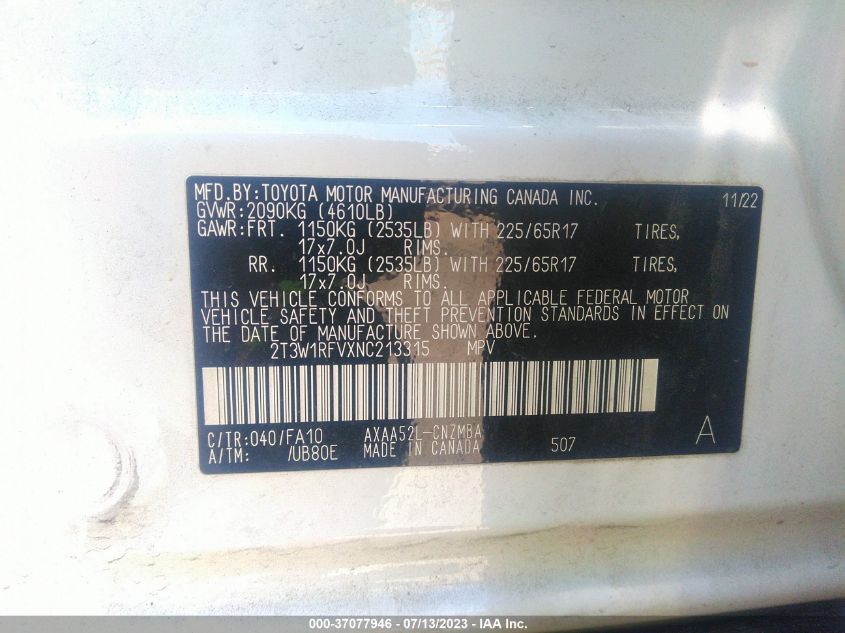 MFD.BY:TOYOTA MOTOR MANUFACTURING CANADA INC. 11/22
GVWR:2090KG (4610LB)
GAWR:FRT. 1150KG (2535LB) WITH 225/65R17 TIRES,
17x7.0J RIMS.
RR. 1150KG (2535LB) WITH 225/65R17 TIRES,
17x7.0J RIMS.
THIS VEHICLE CONFORMS TO ALL APPLICABLE FEDERAL MOTOR
VEHICLE SAFETY AND THEFT PREVENTION STANDARDS IN EFFECT ON
THE DATE OF MANUFACTURE SHOWN ABOVE.
2T3W1RFVXNC213315 MPV
C/TR:040/FA10 AXAA52L-CNZMBA
A/TM: /UB80E MADE IN CANADA 507 A
000-37077946 / 07/13/2023 - IAA Inc.